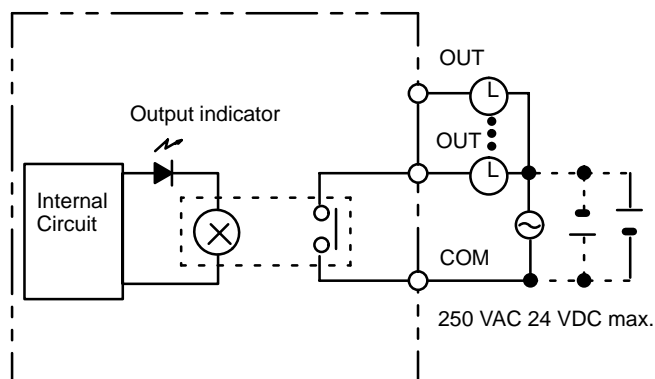 OUT
L
Output indicator
OUT
L
Internal
Circuit
COM
250 VAC 24 VDC max.